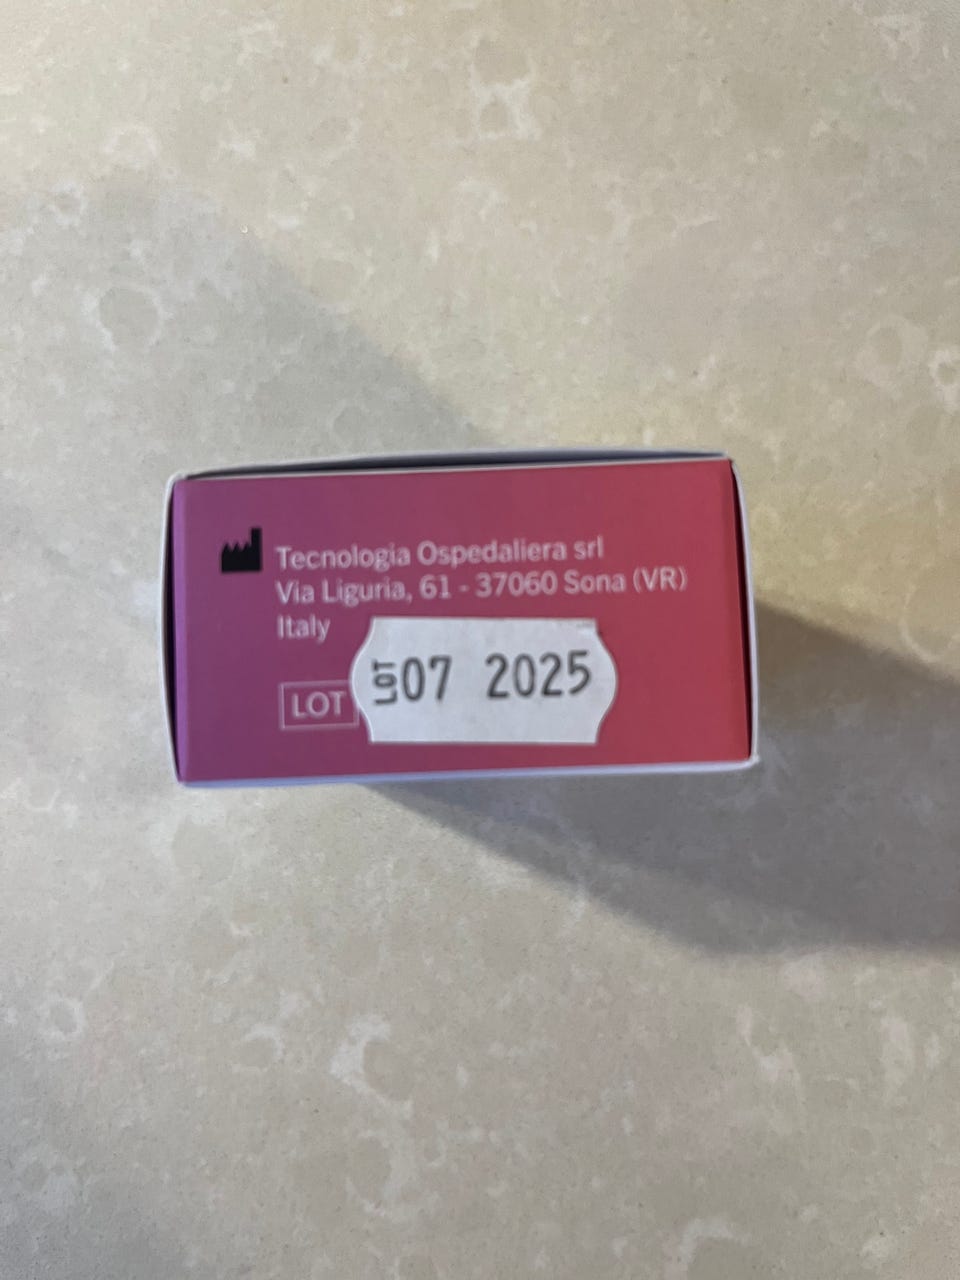 Tecnologia Ospedaliera srl
Via Liguria, 61 - 37060 Sona (VR)
Italy
LOT
LOT 07 2025